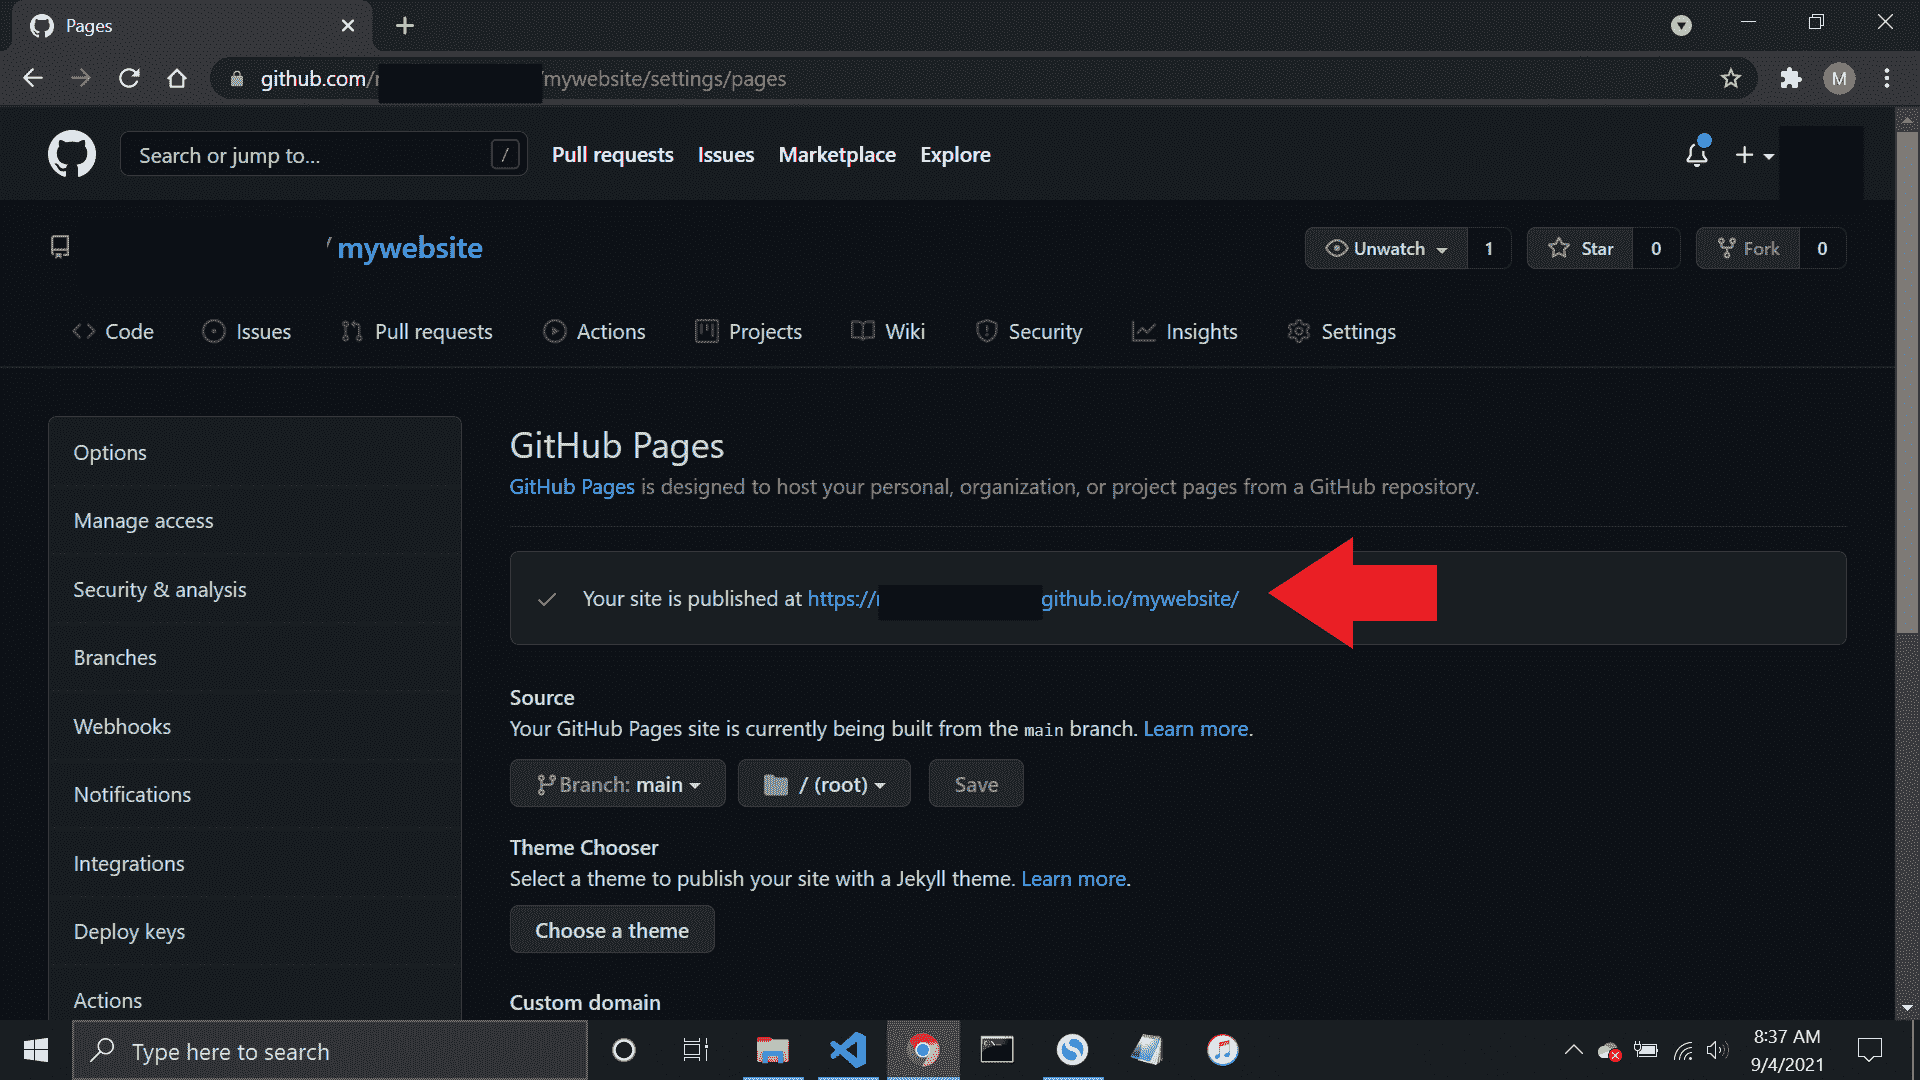 Pages
github.com/r /mywebsite/settings/pages
M
Search or jump to... /
Pull requests Issues Marketplace Explore
/ mywebsite
Unwatch 1 Star 0 Fork 0
Code Issues Pull requests Actions Projects Wiki Security Insights Settings
Options
Manage access
Security & analysis
Branches
Webhooks
Notifications
Integrations
Deploy keys
Actions
GitHub Pages
GitHub Pages is designed to host your personal, organization, or project pages from a GitHub repository.
Your site is published at https://r github.io/mywebsite/
Source
Your GitHub Pages site is currently being built from the main branch. Learn more.
Branch: main / (root) Save
Theme Chooser
Select a theme to publish your site with a Jekyll theme. Learn more.
Choose a theme
Custom domain
Type here to search
8:37 AM
9/4/2021